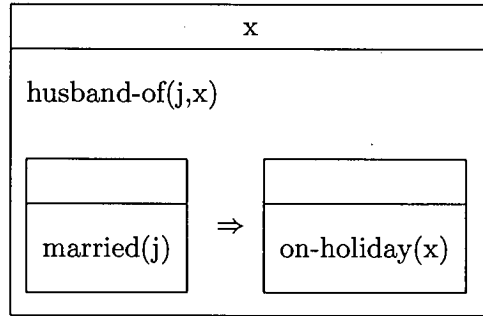 x
husband-of(j,x)
married(j) ⇒ on-holiday(x)